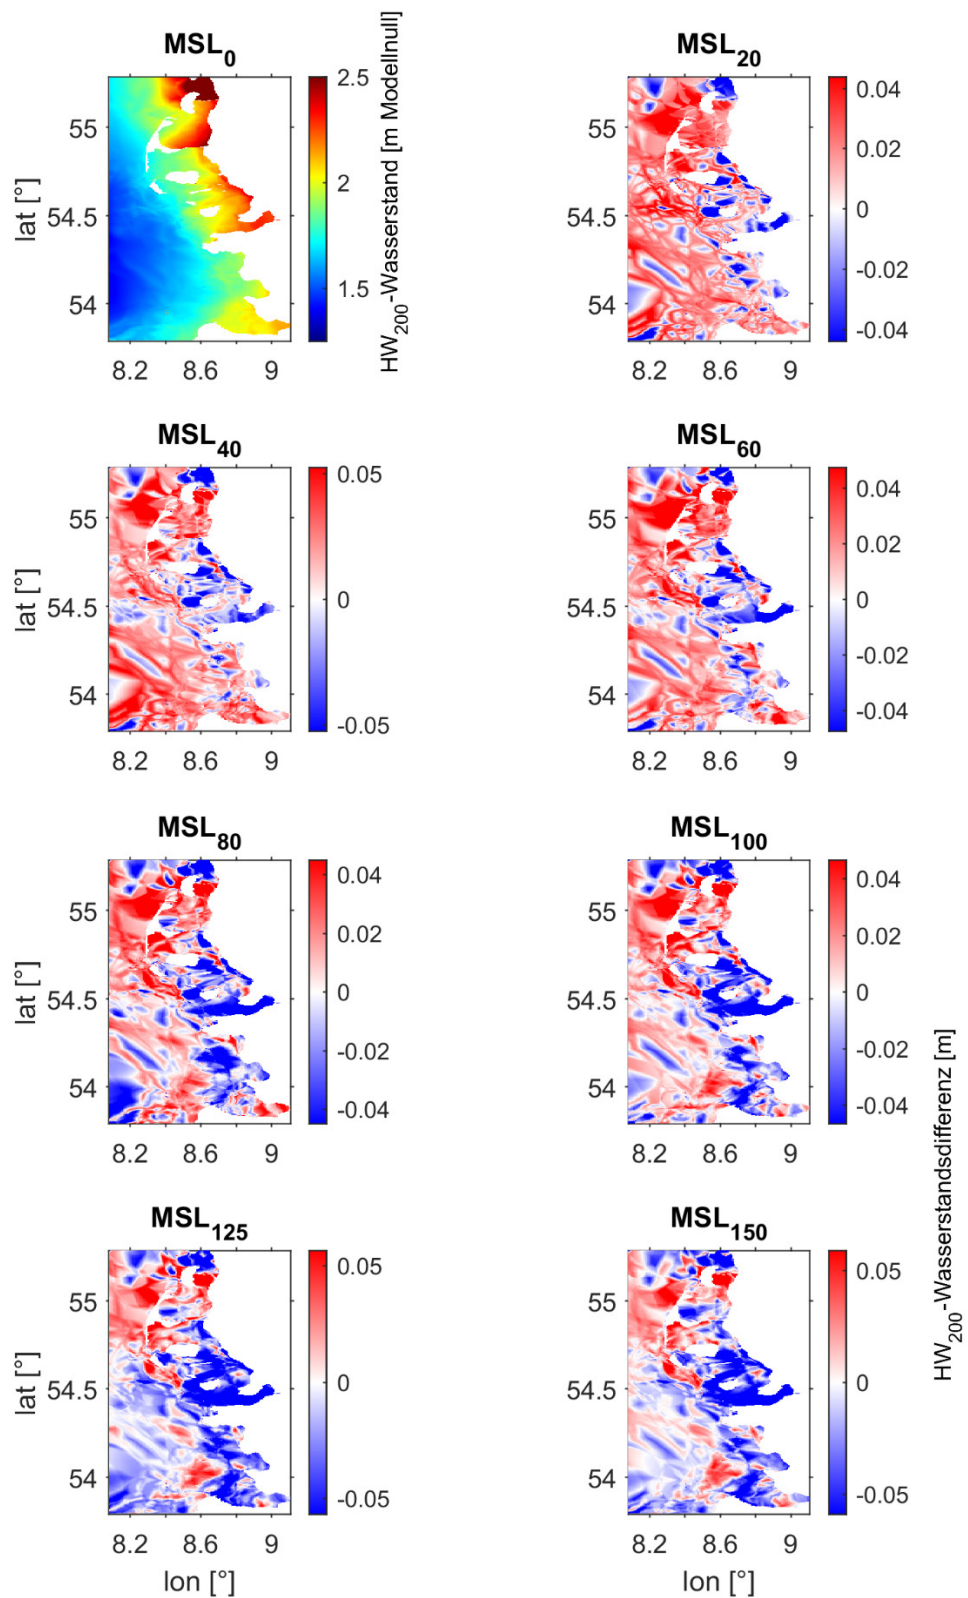 MSL₀
2.5
2
1.5
HW₂₀₀-Wasserstand [m Modellnull]
55
54.5
54
lat [°]
8.2 8.6 9
MSL₂₀
0.04
0.02
0
-0.02
-0.04
55
54.5
54
8.2 8.6 9
MSL₄₀
0.05
0
-0.05
55
54.5
54
lat [°]
8.2 8.6 9
MSL₆₀
0.04
0.02
0
-0.02
-0.04
55
54.5
54
8.2 8.6 9
MSL₈₀
0.04
0.02
0
-0.02
-0.04
55
54.5
54
lat [°]
8.2 8.6 9
MSL₁₀₀
0.04
0.02
0
-0.02
-0.04
55
54.5
54
8.2 8.6 9
MSL₁₂₅
0.05
0
-0.05
55
54.5
54
lat [°]
8.2 8.6 9
lon [°]
MSL₁₅₀
0.05
0
-0.05
55
54.5
54
8.2 8.6 9
lon [°]
HW₂₀₀-Wasserstandsdifferenz [m]